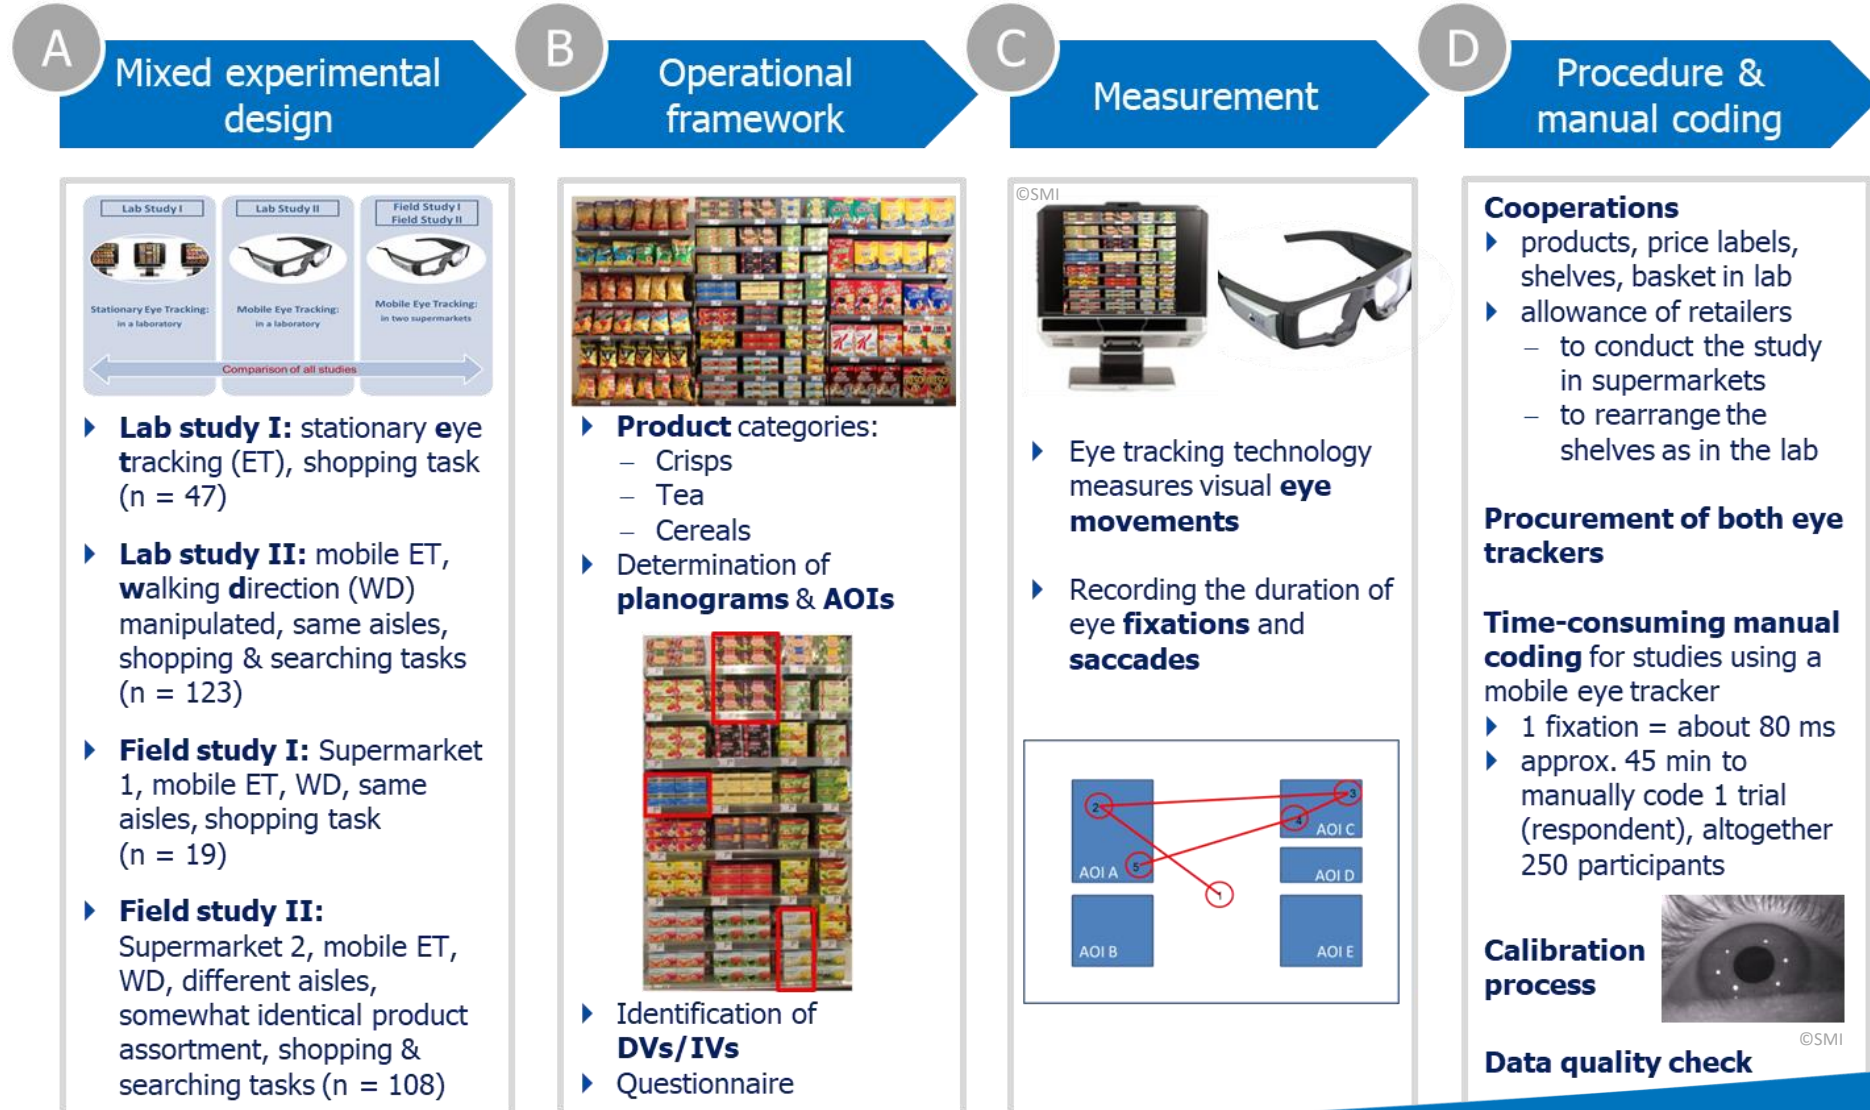 A
Mixed experimental
design
Lab Study I
Lab Study II
Field Study I
Field Study II
Stationary Eye Tracking:
in a laboratory
Mobile Eye Tracking:
in a laboratory
Mobile Eye Tracking:
in two supermarkets
Comparison of all studies
Lab study I: stationary eye
tracking (ET), shopping task
(n = 47)
Lab study II: mobile ET,
walking direction (WD)
manipulated, same aisles,
shopping & searching tasks
(n = 123)
Field study I: Supermarket
1, mobile ET, WD, same
aisles, shopping task
(n = 19)
Field study II:
Supermarket 2, mobile ET,
WD, different aisles,
somewhat identical product
assortment, shopping &
searching tasks (n = 108)
B
Operational
framework
Product categories:
– Crisps
– Tea
– Cereals
Determination of
planograms & AOIs
Identification of
DVs/IVs
Questionnaire
C
Measurement
©SMI
Eye tracking technology
measures visual eye
movements
Recording the duration of
eye fixations and
saccades
2
3
4
AOI C
5
AOI A
AOI D
1
AOI B
AOI E
D
Procedure &
manual coding
Cooperations
products, price labels,
shelves, basket in lab
allowance of retailers
– to conduct the study
in supermarkets
– to rearrange the
shelves as in the lab
Procurement of both eye
trackers
Time-consuming manual
coding for studies using a
mobile eye tracker
1 fixation = about 80 ms
approx. 45 min to
manually code 1 trial
(respondent), altogether
250 participants
Calibration
process
©SMI
Data quality check